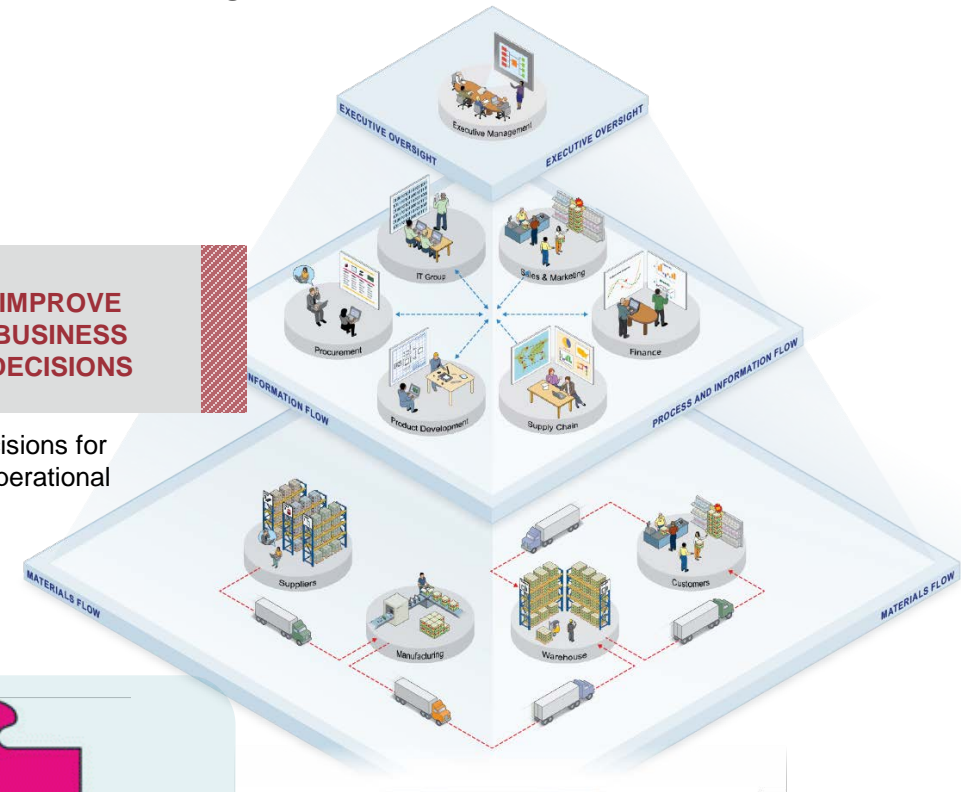 Executive Management
EXECUTIVE OVERSIGHT
EXECUTIVE OVERSIGHT
IT Group
Sales & Marketing
IMPROVE
BUSINESS
DECISIONS
Procurement
Finance
NFORMATION FLOW
PROCESS AND INFORMATION FLOW
Product Development
Supply Chain
isions for
perational
Suppliers
Customers
MATERIALS FLOW
MATERIALS FLOW
Manufacturing
Warehouse